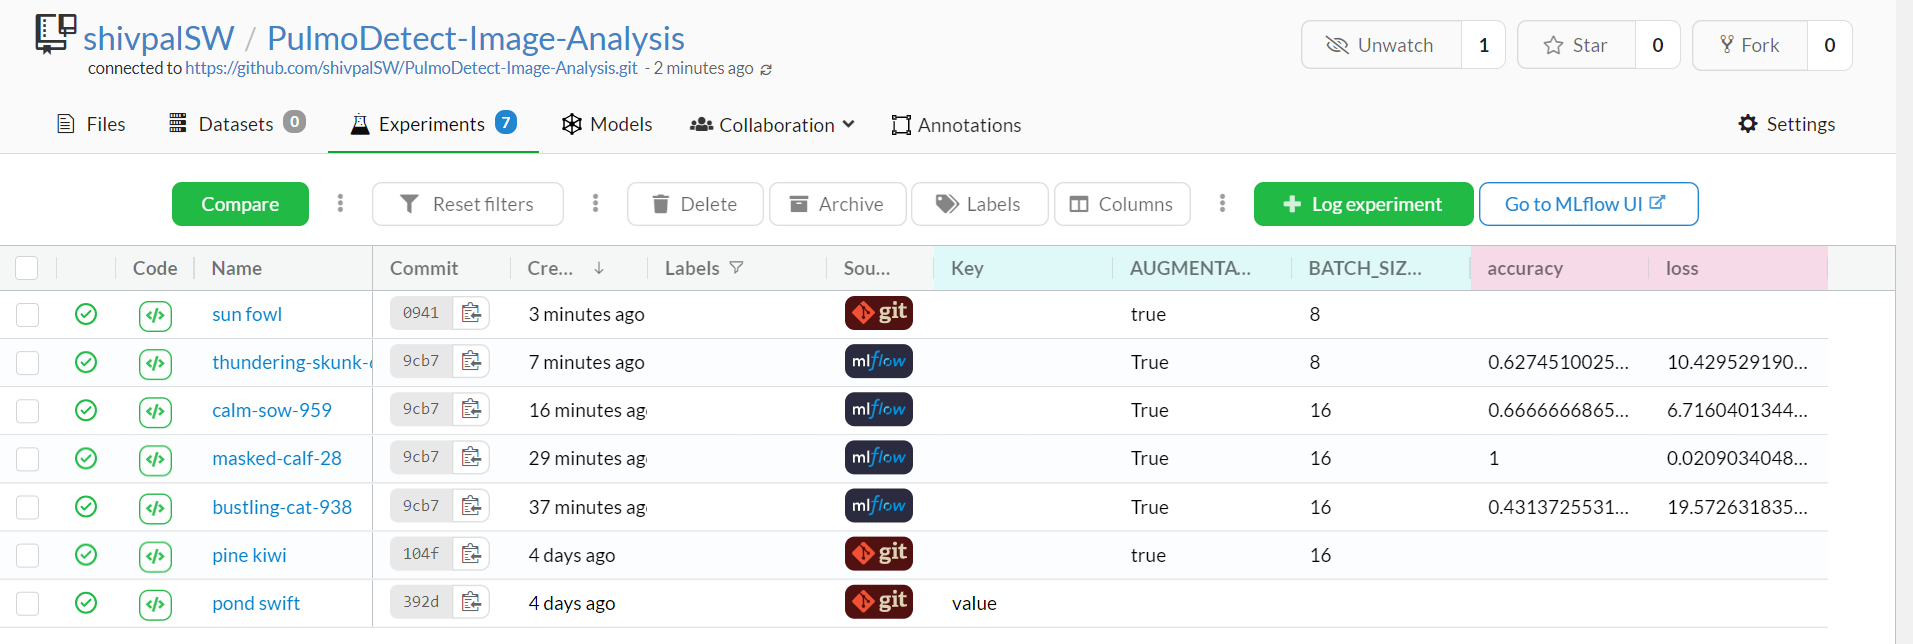 shivpalSW / PulmoDetect-Image-Analysis
connected to https://github.com/shivpalSW/PulmoDetect-Image-Analysis.git - 2 minutes ago
Unwatch 1 Star 0 Fork 0
Files Datasets 0 Experiments 7 Models Collaboration Annotations Settings
Compare Reset filters Delete Archive Labels Columns + Log experiment Go to MLflow UI
Code Name Commit Cre... Labels Sou... Key AUGMENTA... BATCH_SIZ... accuracy loss
sun fowl 0941 3 minutes ago git true 8
thundering-skunk- 9cb7 7 minutes ago mlflow True 8 0.6274510025... 10.429529190...
calm-sow-959 9cb7 16 minutes ag mlflow True 16 0.6666666865... 6.7160401344...
masked-calf-28 9cb7 29 minutes ag mlflow True 16 1 0.0209034048...
bustling-cat-938 9cb7 37 minutes ag mlflow True 16 0.4313725531... 19.572631835...
pine kiwi 104f 4 days ago git true 16
pond swift 392d 4 days ago git value